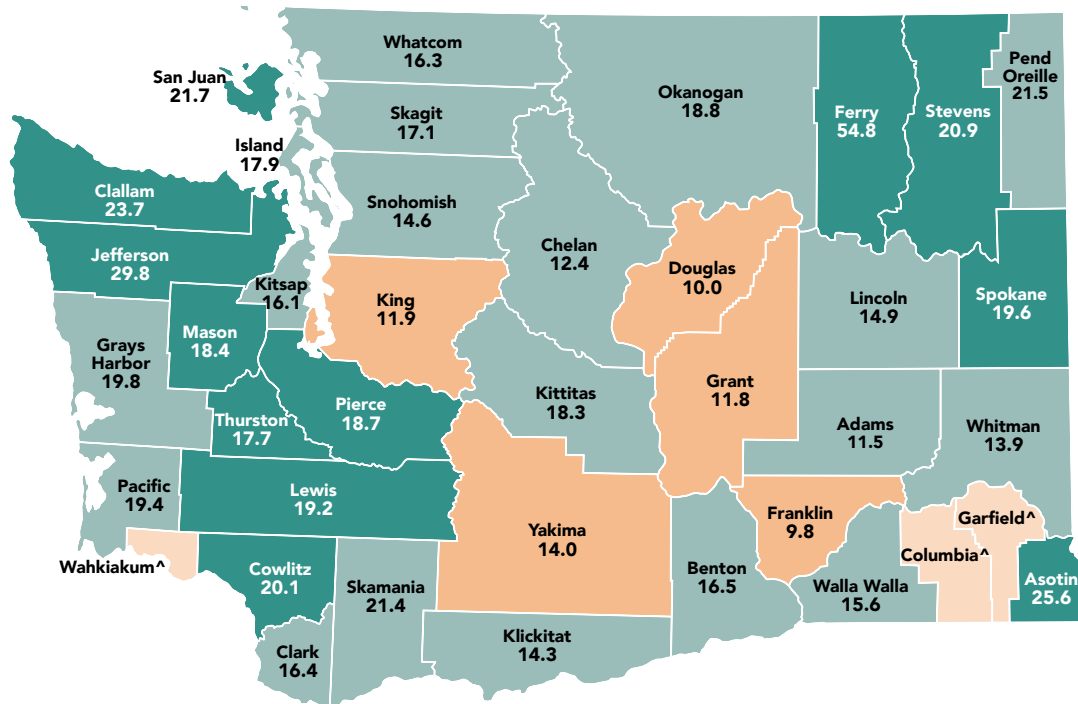 Whatcom
16.3
San Juan
21.7
Okanogan
18.8
Pend
Oreille
21.5
Ferry
54.8
Stevens
20.9
Skagit
17.1
Island
17.9
Clallam
23.7
Snohomish
14.6
Chelan
12.4
Jefferson
29.8
Kitsap
16.1
King
11.9
Douglas
10.0
Lincoln
14.9
Spokane
19.6
Mason
18.4
Grays
Harbor
19.8
Kittitas
18.3
Grant
11.8
Pierce
18.7
Thurston
17.7
Adams
11.5
Whitman
13.9
Pacific
19.4
Lewis
19.2
Yakima
14.0
Franklin
9.8
Garfield^
Columbia^
Wahkiakum^
Cowlitz
20.1
Skamania
21.4
Benton
16.5
Walla Walla
15.6
Asotin
25.6
Klickitat
14.3
Clark
16.4